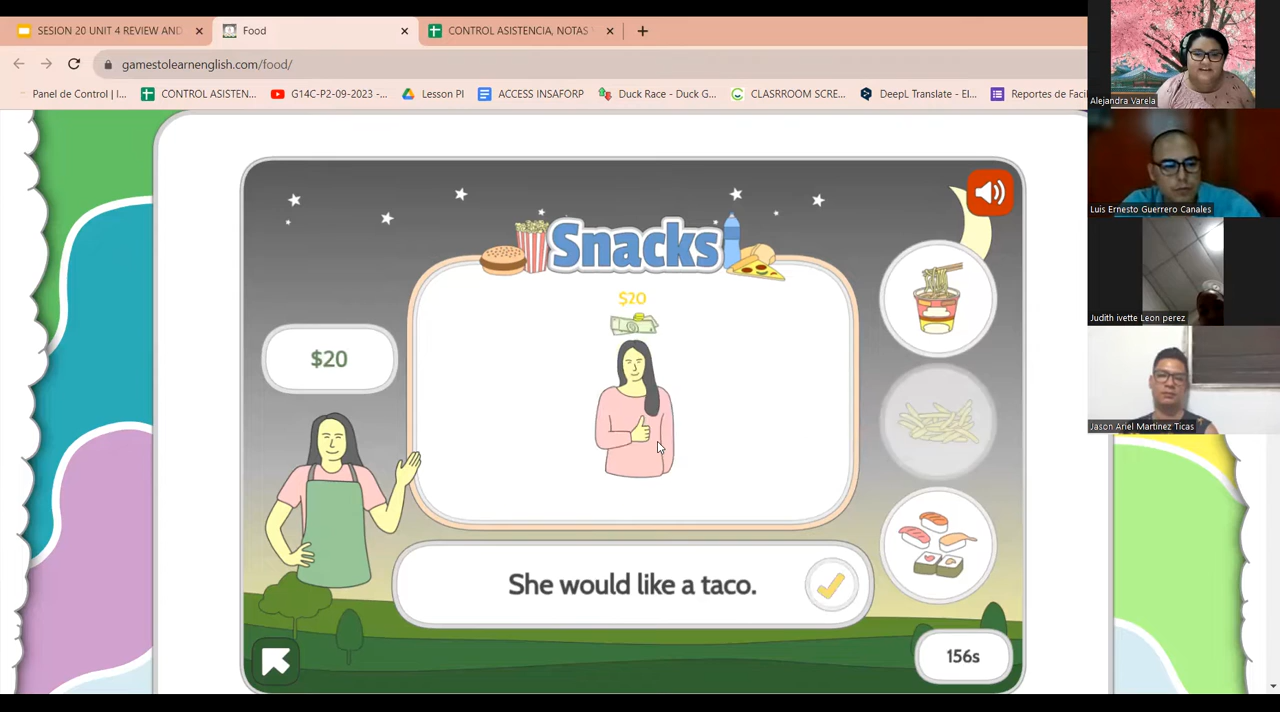 SESION 20 UNIT 4 REVIEW AND
Food
CONTROL ASISTENCIA, NOTAS
gamestolearnenglish.com/food/
Panel de Control | I...
CONTROL ASISTEN...
G14C-P2-09-2023 -...
Lesson Pl
ACCESS INSAFORP
Duck Race - Duck G...
CLASRROOM SCRE...
DeepL Translate - El...
Reportes de Facil
Alejandra Varela
Luis Ernesto Guerrero Canales
Judith ivette Leon perez
Jason Ariel Martinez Ticas
Snacks
$20
$20
She would like a taco.
156s